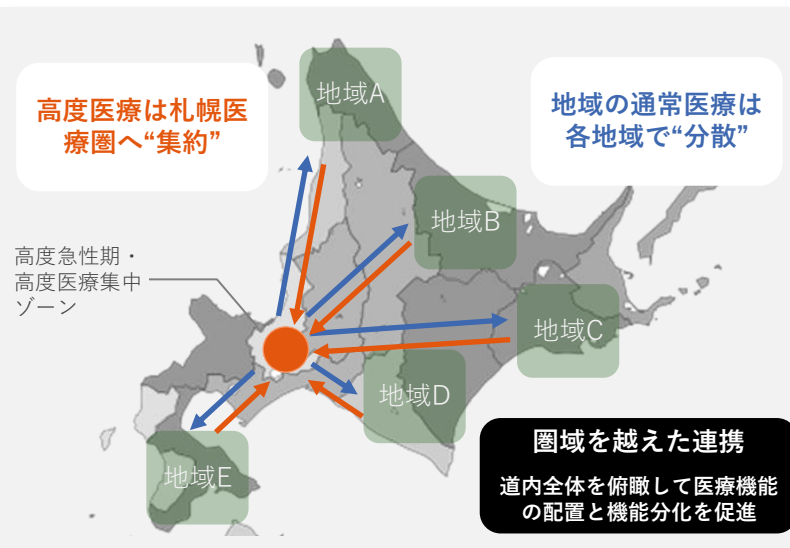 高度医療は札幌医
療圏へ“集約”
地域の通常医療は
各地域で“分散”
地域A
地域B
高度急性期・
高度医療集中
ゾーン
地域C
地域D
地域E
圏域を越えた連携
道内全体を俯瞰して医療機能
の配置と機能分化を促進